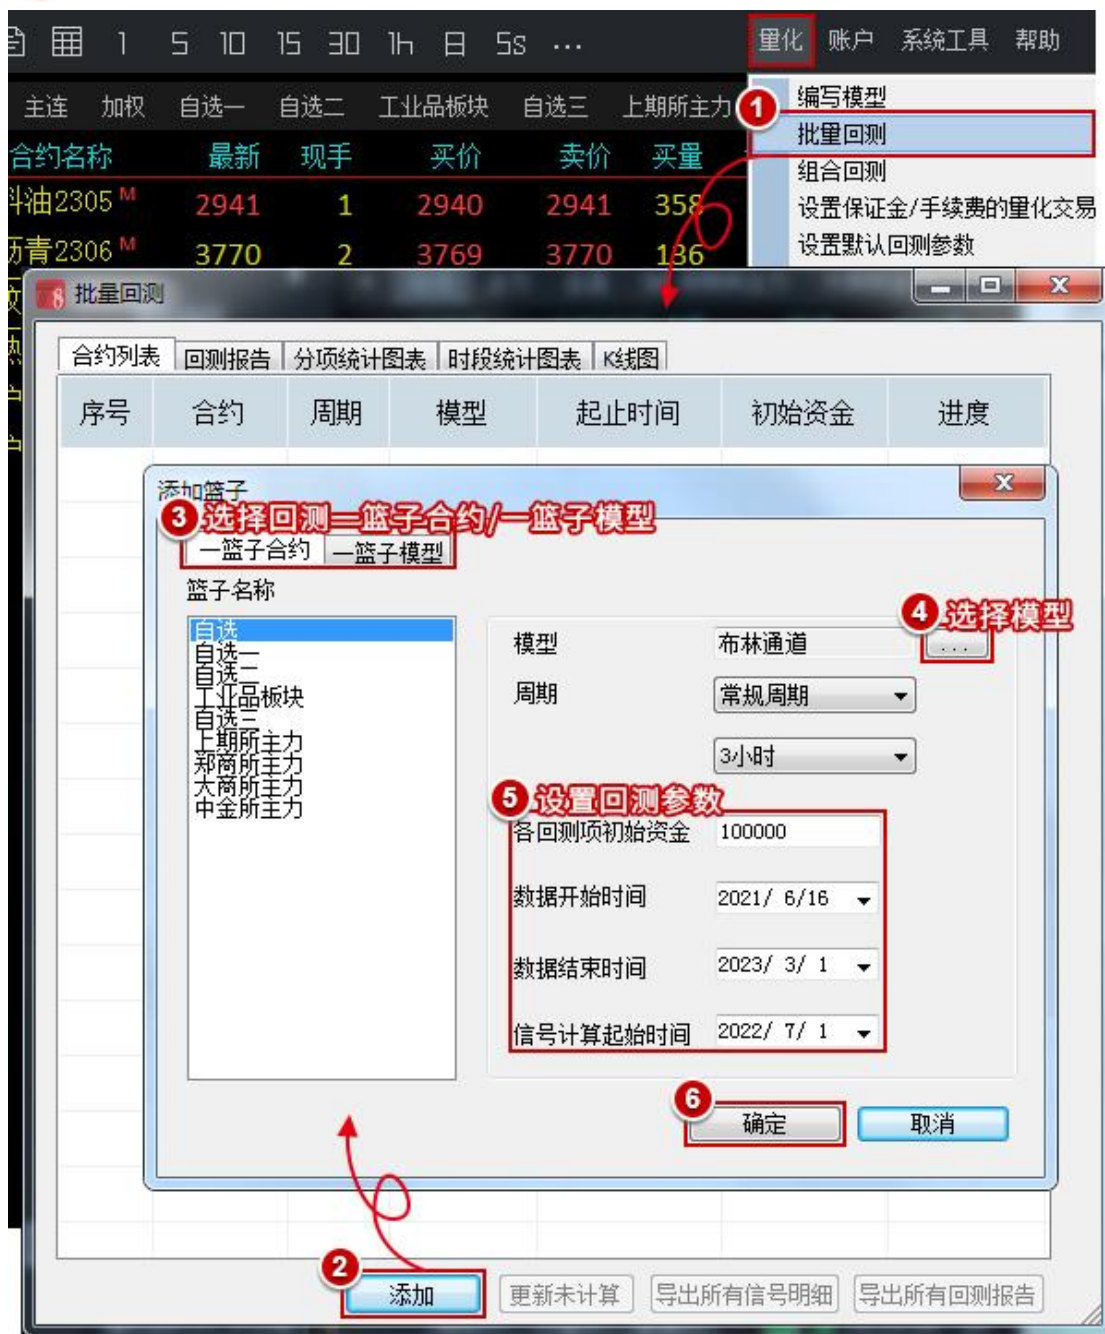 1 5 10 15 30 1h 日 5s ... 量化 账户 系统工具 帮助
主连 加权 自选一 自选二 工业品板块 自选三 上期所主力
1 编写模型
批量回测
组合回测
设置保证金/手续费的量化交易
设置默认回测参数
合约名称 最新 现手 买价 卖价 买量
油2305 M 2941 1 2940 2941 358
青2306 M 3770 2 3769 3770 136
批量回测
合约列表 回测报告 分项统计图表 时段统计图表 K线图
序号 合约 周期 模型 起止时间 初始资金 进度
添加篮子
3 选择回测一篮子合约/一篮子模型
一篮子合约 一篮子模型
篮子名称
自选
自选一
自选二
工业品板块
自选三
上期所主力
郑商所主力
大商所主力
中金所主力
4 选择模型
模型 布林通道 ...
周期 常规周期
3小时
5 设置回测参数
各回测项初始资金 100000
数据开始时间 2021/ 6/16
数据结束时间 2023/ 3/ 1
信号计算起始时间 2022/ 7/ 1
6 确定 取消
2 添加 更新未计算 导出所有信号明细 导出所有回测报告